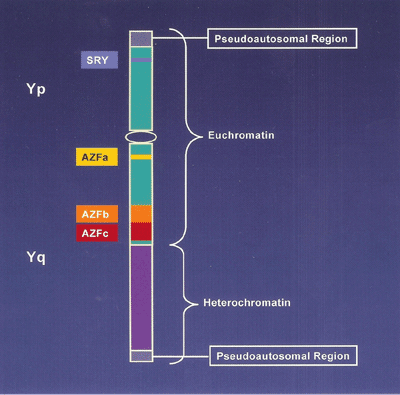 Pseudoautosomal Region
SRY
Yp
Euchromatin
AZFa
AZFb
AZFc
Yq
Heterochromatin
Pseudoautosomal Region